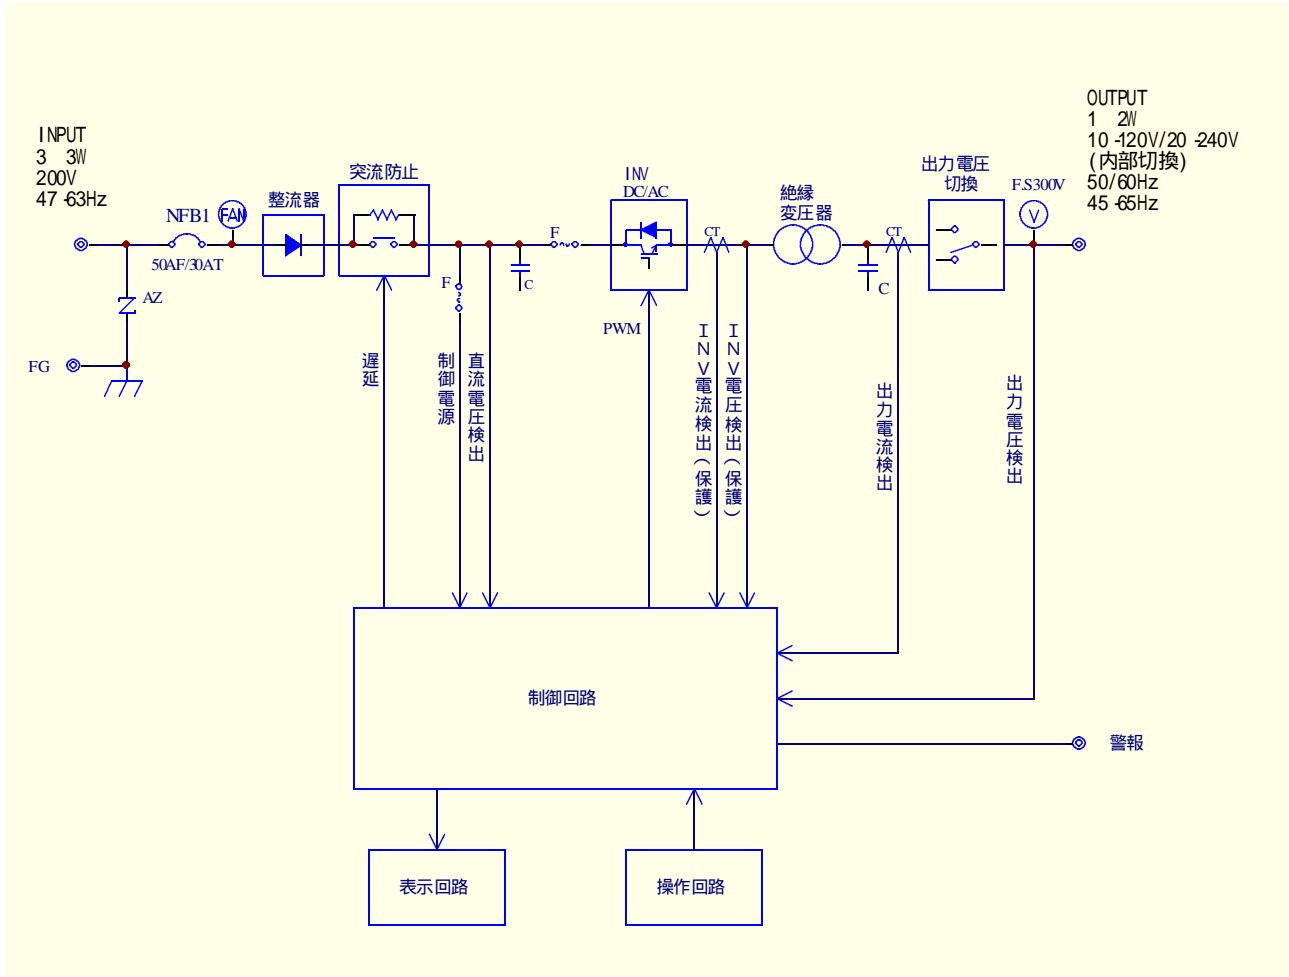 INPUT
3 3W
200V
47-63Hz
NFB1
FAN
50AF/30AT
AZ
FG
整流器
突流防止
F
C
F
INV
DC/AC
CT
絶縁
変圧器
C
CT
出力電圧
切換
F.S300V
V
OUTPUT
1 2W
10-120V/20-240V
(内部切換)
50/60Hz
45-65Hz
遅延
制御電源
直流電圧検出
PWM
INV電流検出(保護)
INV電圧検出(保護)
出力電流検出
出力電圧検出
制御回路
警報
表示回路
操作回路